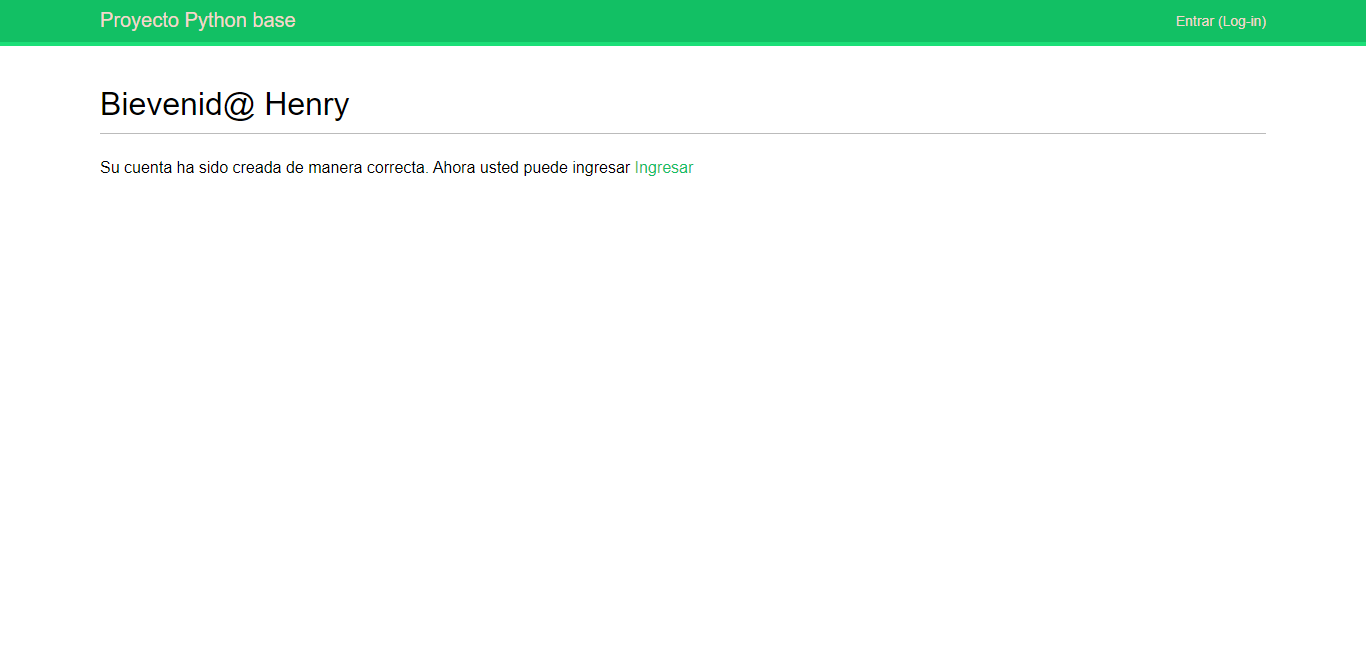 Proyecto Python base
Entrar (Log-in)
Bievenid@ Henry
Su cuenta ha sido creada de manera correcta. Ahora usted puede ingresar Ingresar